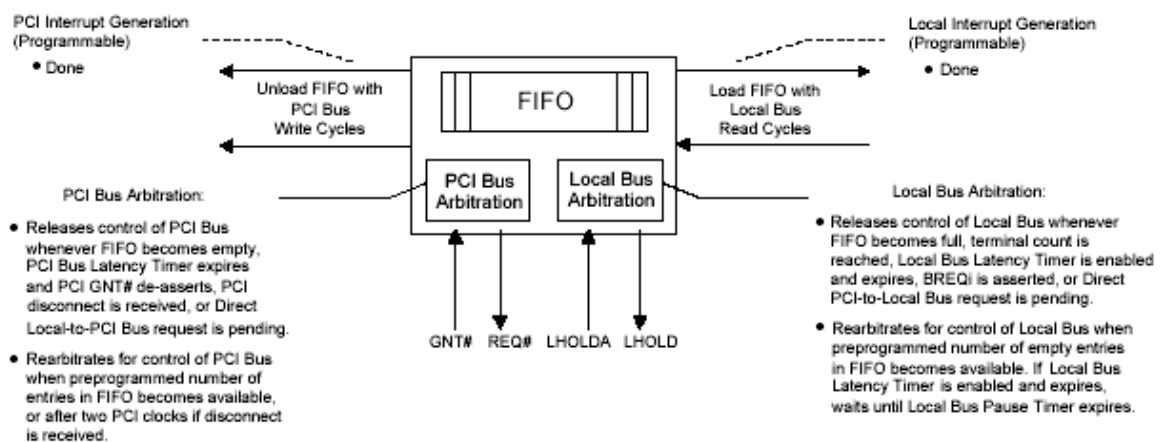 PCI Interrupt Generation
(Programmable)
• Done
Unload FIFO with
PCI Bus
Write Cycles
FIFO
Local Interrupt Generation
(Programmable)
• Done
Load FIFO with
Local Bus
Read Cycles
PCI Bus
Arbitration
Local Bus
Arbitration
GNT# REQ# LHOLDA LHOLD
PCI Bus Arbitration:
• Releases control of PCI Bus
whenever FIFO becomes empty,
PCI Bus Latency Timer expires
and PCI GNT# de-asserts, PCI
disconnect is received, or Direct
Local-to-PCI Bus request is pending.
• Rearbitrates for control of PCI Bus
when preprogrammed number of
entries in FIFO becomes available,
or after two PCI clocks if disconnect
is received.
Local Bus Arbitration:
• Releases control of Local Bus whenever
FIFO becomes full, terminal count is
reached, Local Bus Latency Timer is enabled
and expires, BREQi is asserted, or Direct
PCI-to-Local Bus request is pending.
• Rearbitrates for control of Local Bus when
preprogrammed number of empty entries
in FIFO becomes available. If Local Bus
Latency Timer is enabled and expires,
waits until Local Bus Pause Timer expires.